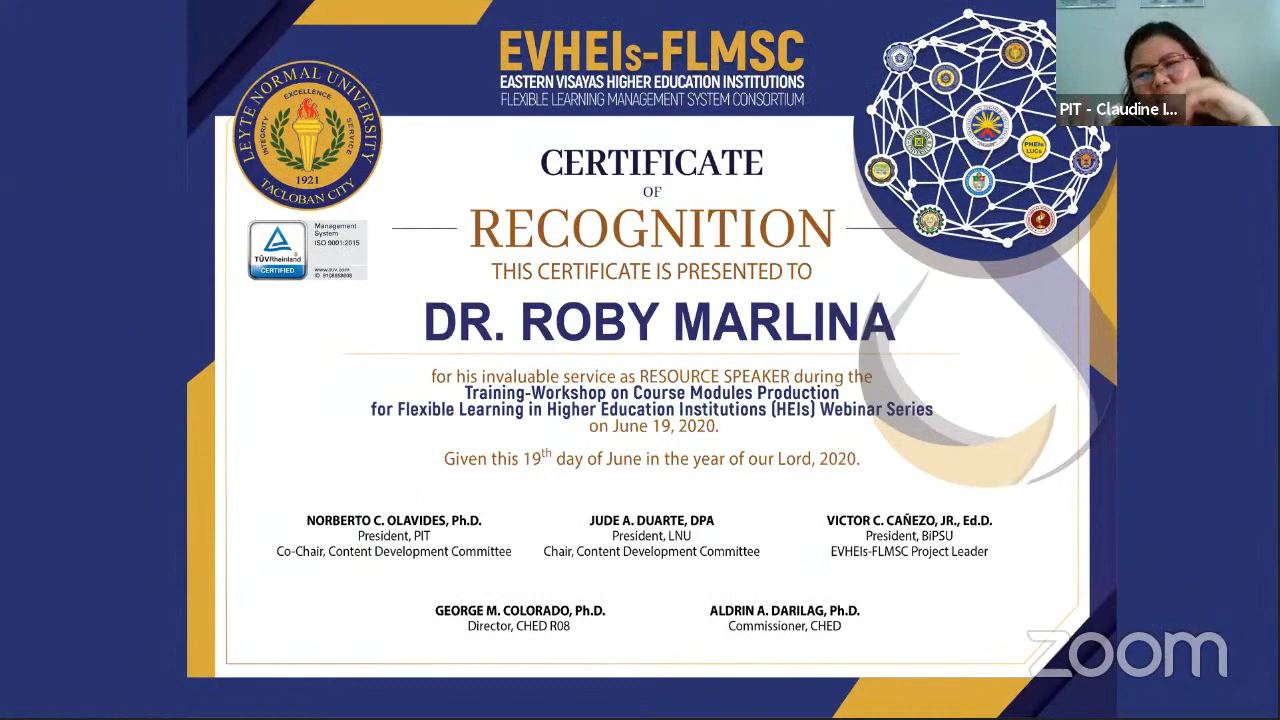 EVHEIs-FLMSC
EASTERN VISAYAS HIGHER EDUCATION INSTITUTIONS
FLEXIBLE LEARNING MANAGEMENT SYSTEM CONSORTIUM
PIT - Claudine I...
LEYTE NORMAL UNIVERSITY
EXCELLENCE
INTEGRITY
SERVICE
1921
TACLOBAN CITY
PHEIs
LUCs
CERTIFICATE
OF
RECOGNITION
Management
System
ISO 9001:2015
TÜVRheinland
CERTIFIED
www.tuv.com
THIS CERTIFICATE IS PRESENTED TO
DR. ROBY MARLINA
for his invaluable service as RESOURCE SPEAKER during the
Training-Workshop on Course Modules Production
for Flexible Learning in Higher Education Institutions (HEIs) Webinar Series
on June 19, 2020.
Given this 19th day of June in the year of our Lord, 2020.
NORBERTO C. OLAVIDES, Ph.D.
President, PIT
Co-Chair, Content Development Committee
JUDE A. DUARTE, DPA
President, LNU
Chair, Content Development Committee
VICTOR C. CAÑEZO, JR., Ed.D.
President, BiPSU
EVHEIs-FLMSC Project Leader
GEORGE M. COLORADO, Ph.D.
Director, CHED R08
ALDRIN A. DARILAG, Ph.D.
Commissioner, CHED
zoom